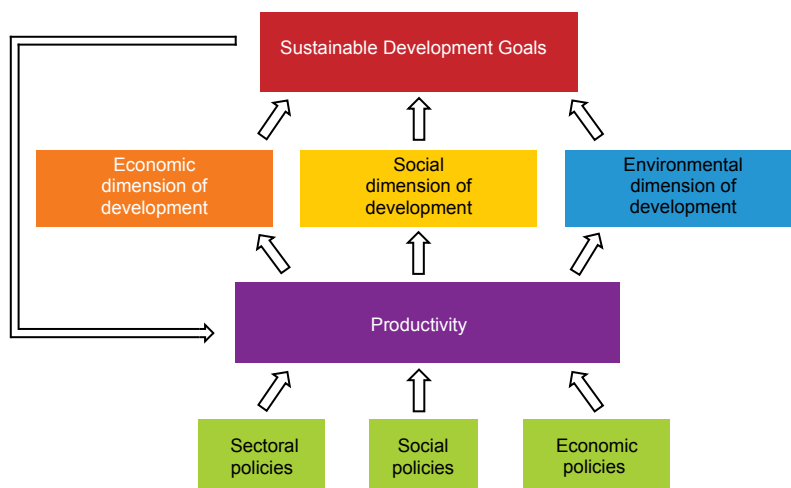 Sustainable Development Goals
Economic
dimension of
development
Social
dimension of
development
Environmental
dimension of
development
Productivity
Sectoral
policies
Social
policies
Economic
policies